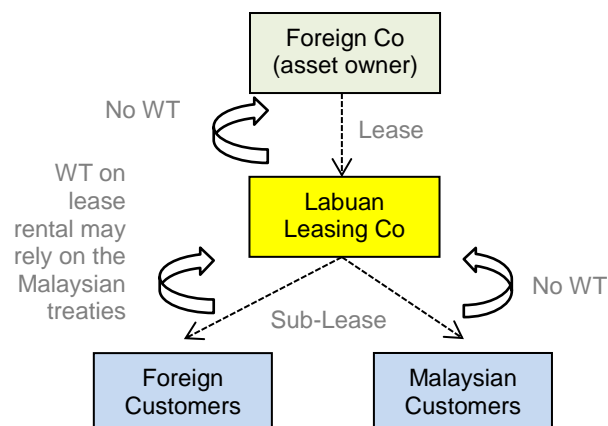 Foreign Co
(asset owner)
No WT
Lease
WT on
lease
rental may
rely on the
Malaysian
treaties
Labuan
Leasing Co
No WT
Sub-Lease
Foreign
Customers
Malaysian
Customers